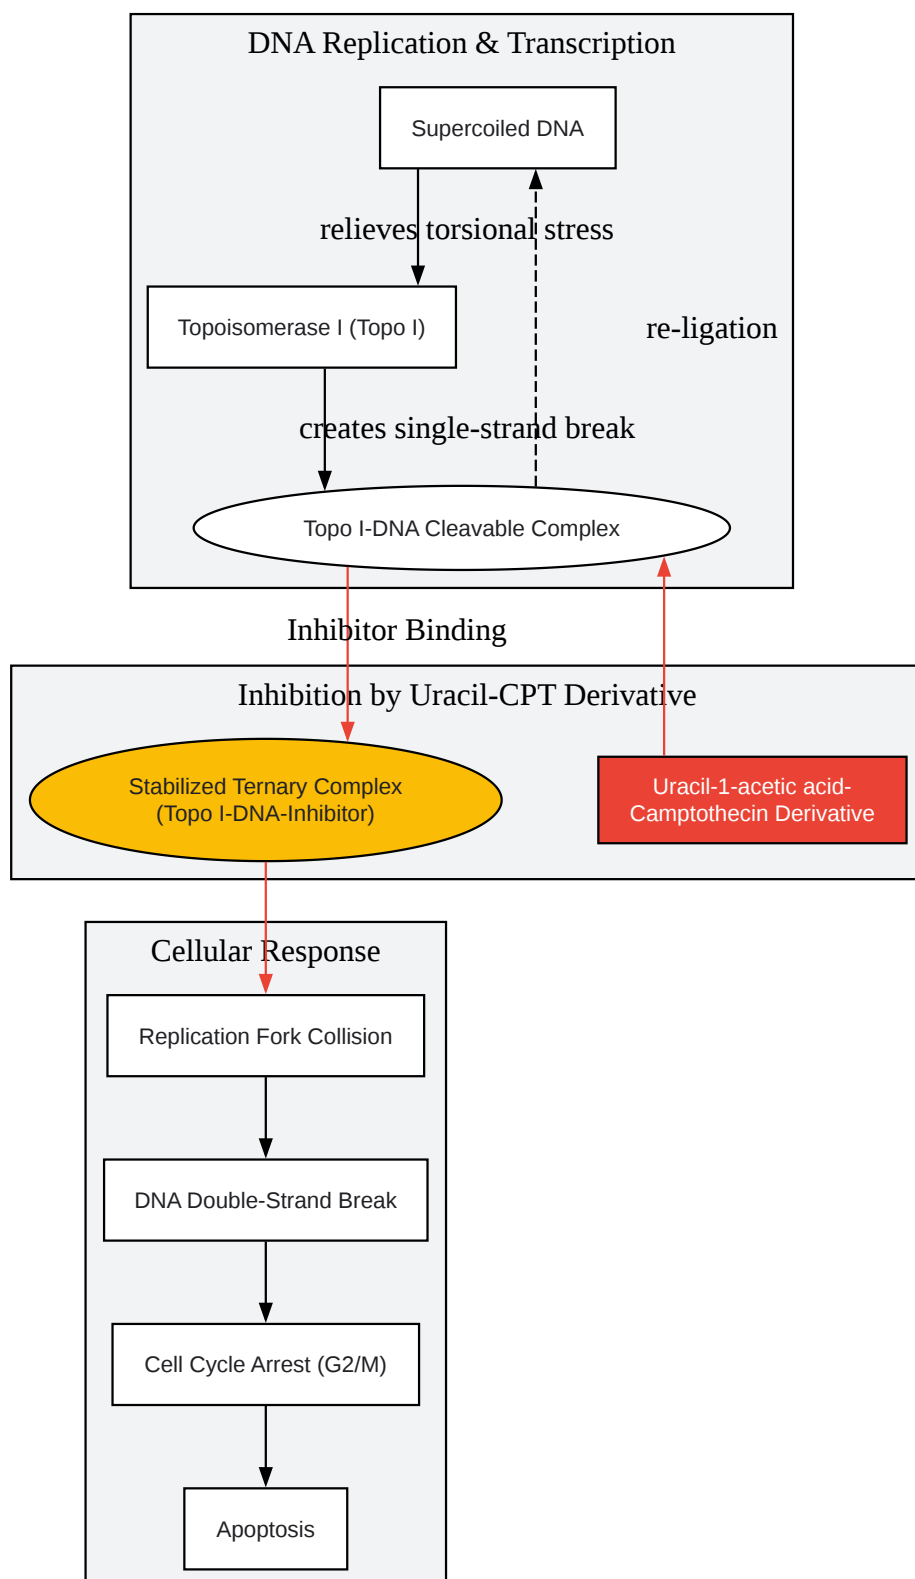 DNA Replication & Transcription
Supercoiled DNA
relieves torsional stress
Topoisomerase I (Topo I)
re-ligation
creates single-strand break
Topo I-DNA Cleavable Complex
Inhibitor Binding
Inhibition by Uracil-CPT Derivative
Stabilized Ternary Complex
(Topo I-DNA-Inhibitor)
Uracil-1-acetic acid-
Camptothecin Derivative
Cellular Response
Replication Fork Collision
DNA Double-Strand Break
Cell Cycle Arrest (G2/M)
Apoptosis